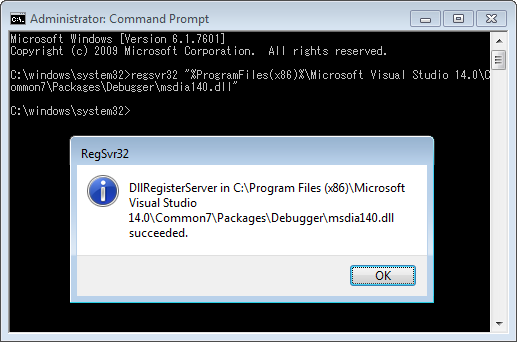 Administrator: Command Prompt
Microsoft Windows [Version 6.1.7601]
Copyright (c) 2009 Microsoft Corporation.  All rights reserved.
C:\windows\system32>regsvr32 "%ProgramFiles(x86)%\Microsoft Visual Studio 14.0\C
ommon7\Packages\Debugger\msdia140.dll"
C:\windows\system32>
RegSvr32
DllRegisterServer in C:\Program Files (x86)\Microsoft
Visual Studio
14.0\Common7\Packages\Debugger\msdia140.dll
succeeded.
OK